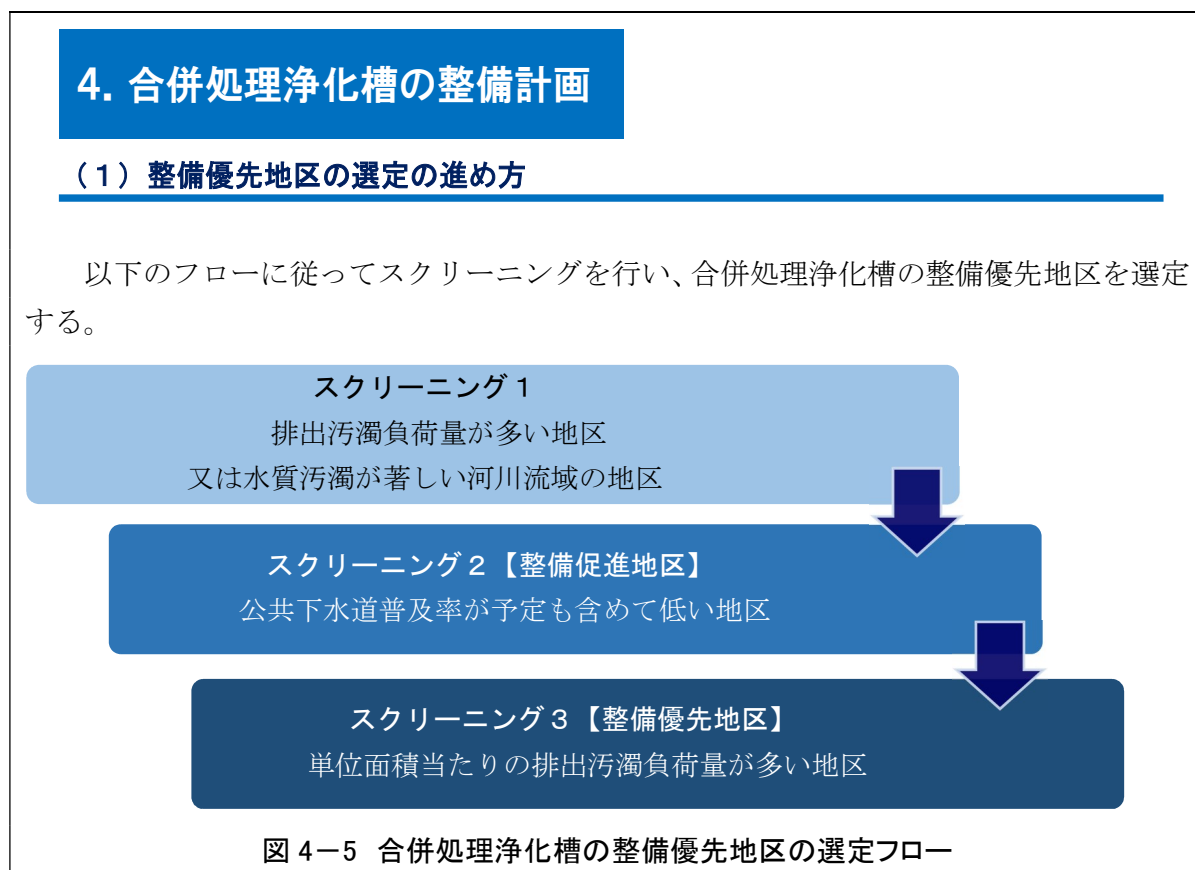 4. 合併処理浄化槽の整備計画
（１）整備優先地区の選定の進め方
以下のフローに従ってスクリーニングを行い、合併処理浄化槽の整備優先地区を選定
する。
スクリーニング１
排出汚濁負荷量が多い地区
又は水質汚濁が著しい河川流域の地区
スクリーニング２【整備促進地区】
公共下水道普及率が予定も含めて低い地区
スクリーニング３【整備優先地区】
単位面積当たりの排出汚濁負荷量が多い地区
図 4－5 合併処理浄化槽の整備優先地区の選定フロー